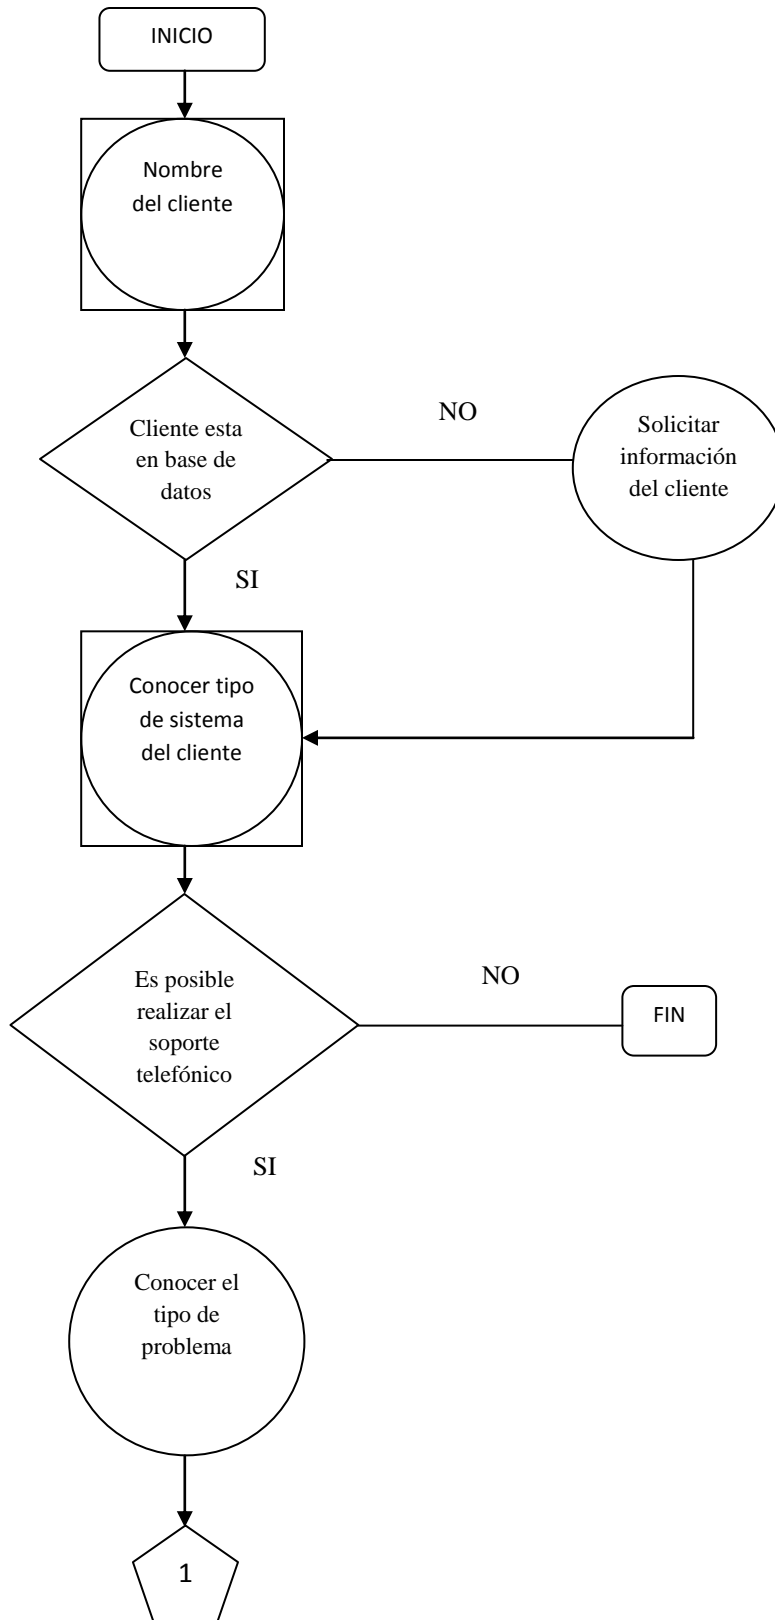 INICIO
Nombre
del cliente
Cliente esta
en base de
datos
NO
Solicitar
información
del cliente
SI
Conocer tipo
de sistema
del cliente
Es posible
realizar el
soporte
telefónico
NO
FIN
SI
Conocer el
tipo de
problema
1